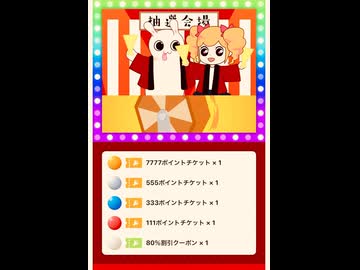 抽選会場
7777ポイントチケット × 1
555ポイントチケット × 1
333ポイントチケット × 1
111ポイントチケット × 1
80%割引クーポン × 1